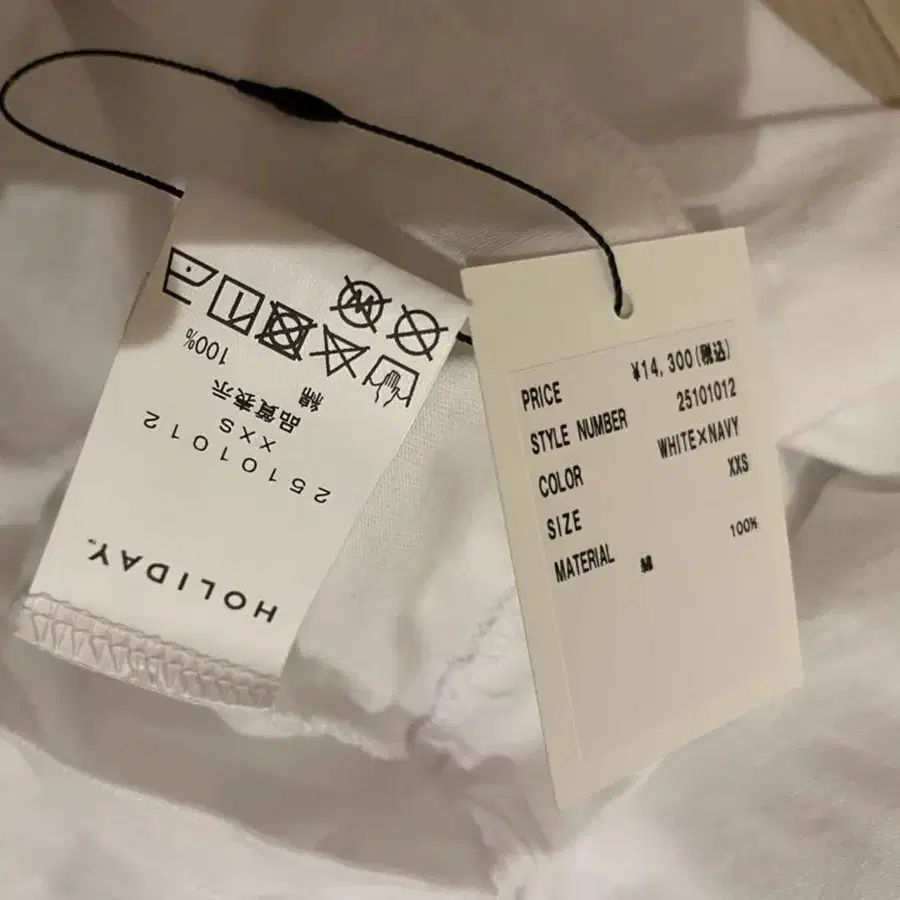 HOLIDAY
25101012
XXS
品質表示
綿 100%
PRICE ¥14,300(税込)
STYLE NUMBER 25101012
COLOR WHITE×NAVY
SIZE XXS
MATERIAL 綿 100%